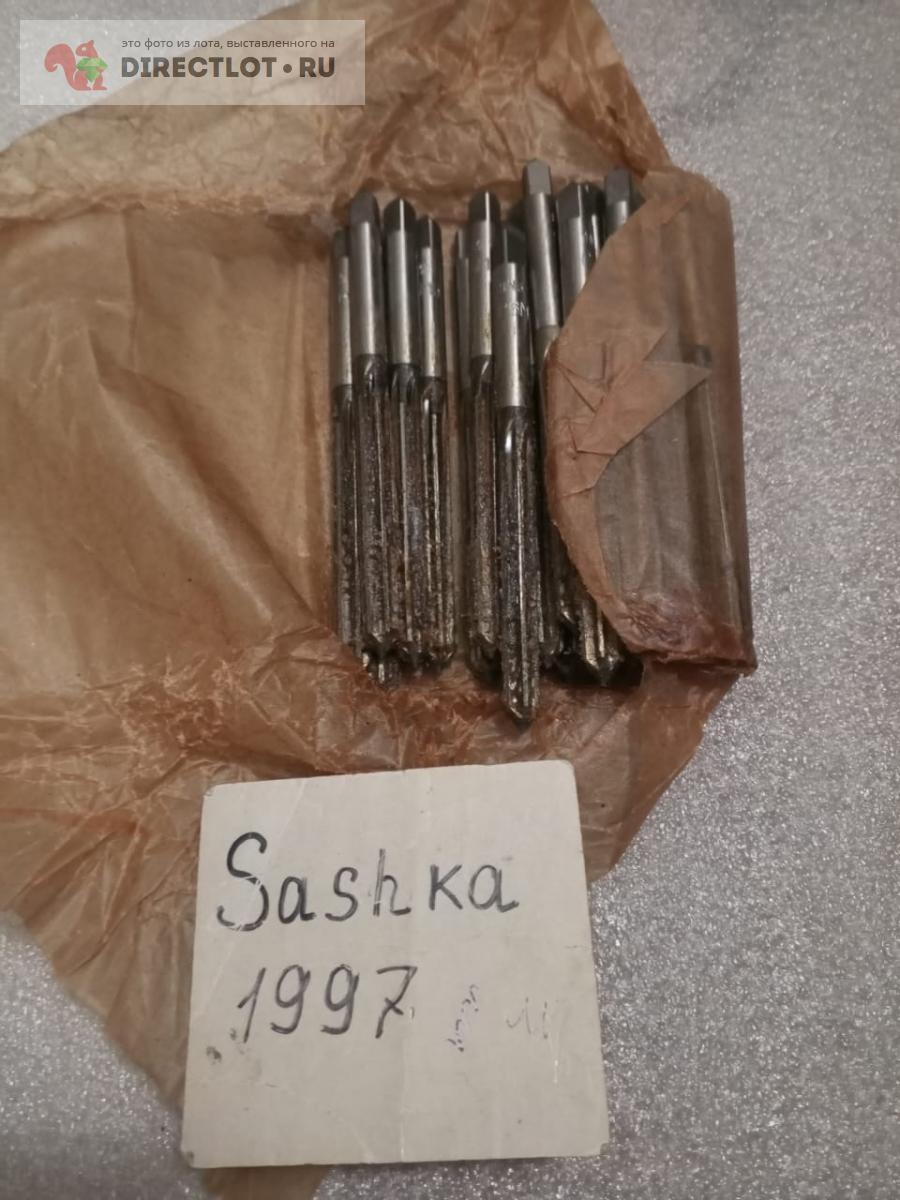 это фото из лота, выставленного на
DIRECTLOT•RU
Sashka
1997